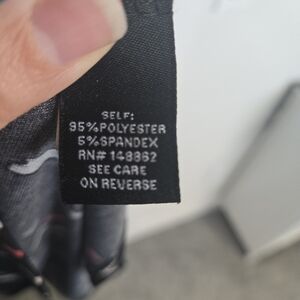 SELF:
95%POLYESTER
5%SPANDEX
RN# 148862
SEE CARE
ON REVERSE